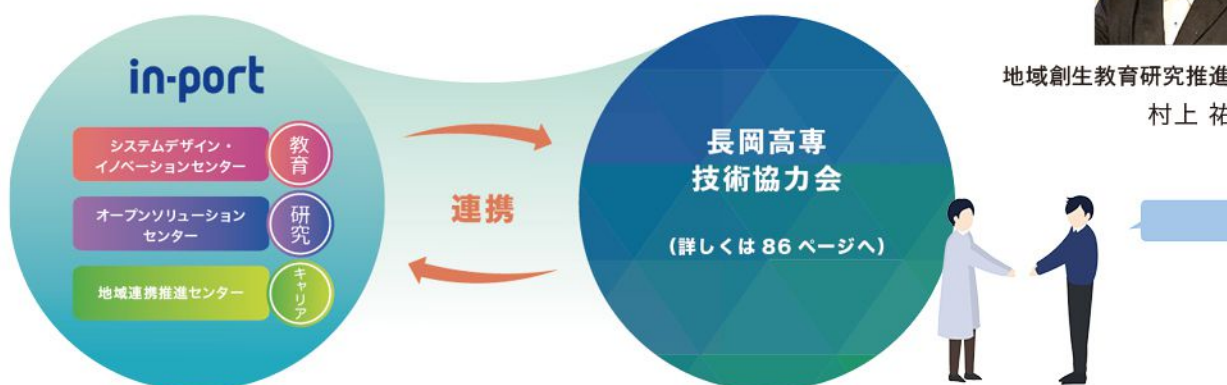 in-port
システムデザイン・
イノベーションセンター
教育
オープンソリューション
センター
研究
地域連携推進センター
キャリア
連携
長岡高専
技術協力会
(詳しくは 86 ページへ)
地域創生教育研究推進
村上 祐